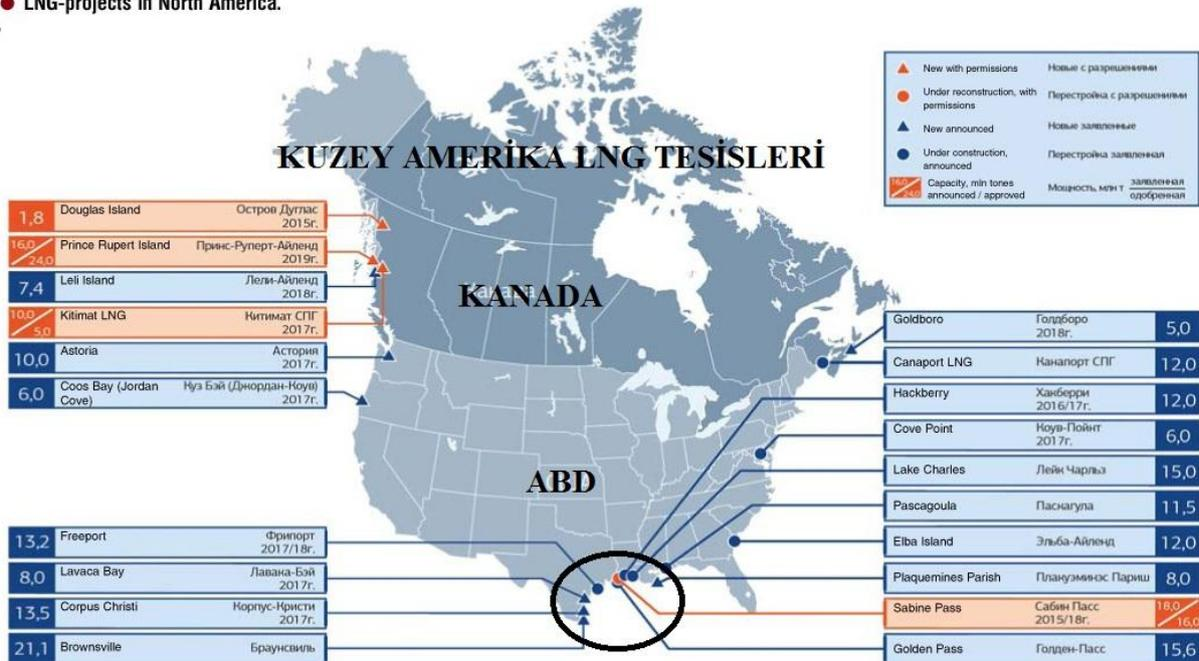 LNG-projects in North America.
New with permissions Новые с разрешениями
Under reconstruction, with permissions Перестройка с разрешениями
New announced Новые заявленные
Under construction, announced Перестройка заявленная
16,0/24,0 Capacity, mln tones announced / approved Мощность, млн т заявленная/одобренная
KUZEY AMERİKA LNG TESİSLERİ
KANADA
ABD
1,8 Douglas Island Остров Дуглас 2015г.
16,0/24,0 Prince Rupert Island Принс-Руперт-Айленд 2019г.
7,4 Leli Island Лели-Айленд 2018г.
10,0/5,0 Kitimat LNG Китимат СПГ 2017г.
10,0 Astoria Астория 2017г.
6,0 Coos Bay (Jordan Cove) Куз Бэй (Джордан-Коув) 2017г.
13,2 Freeport Фрипорт 2017/18г.
8,0 Lavaca Bay Лавака-Бэй 2017г.
13,5 Corpus Christi Корпус-Кристи 2017г.
21,1 Brownsville Браунсвиль
Goldboro Голдборо 2018г. 5,0
Canaport LNG Канапорт СПГ 12,0
Hackberry Хакберри 2016/17г. 12,0
Cove Point Коув-Пойнт 2017г. 6,0
Lake Charles Лейк Чарльз 15,0
Pascagoula Паскагула 11,5
Elba Island Эльба-Айленд 12,0
Plaquemines Parish Плакуэминзс Париш 8,0
Sabine Pass Сабин Пасс 2015/18г. 18,0/16,0
Golden Pass Голден-Пасс 15,6